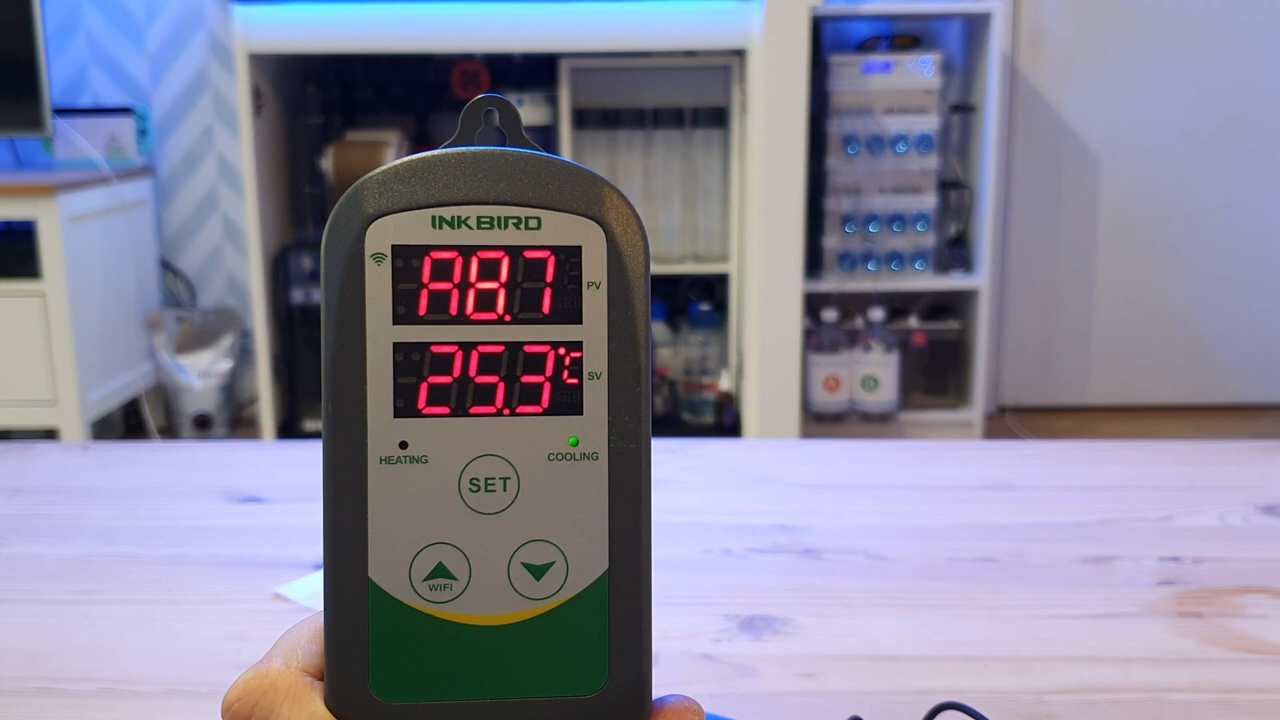 INKBIRD
A8.7 PV
25.3°C SV
HEATING COOLING
SET
WIFI
A B